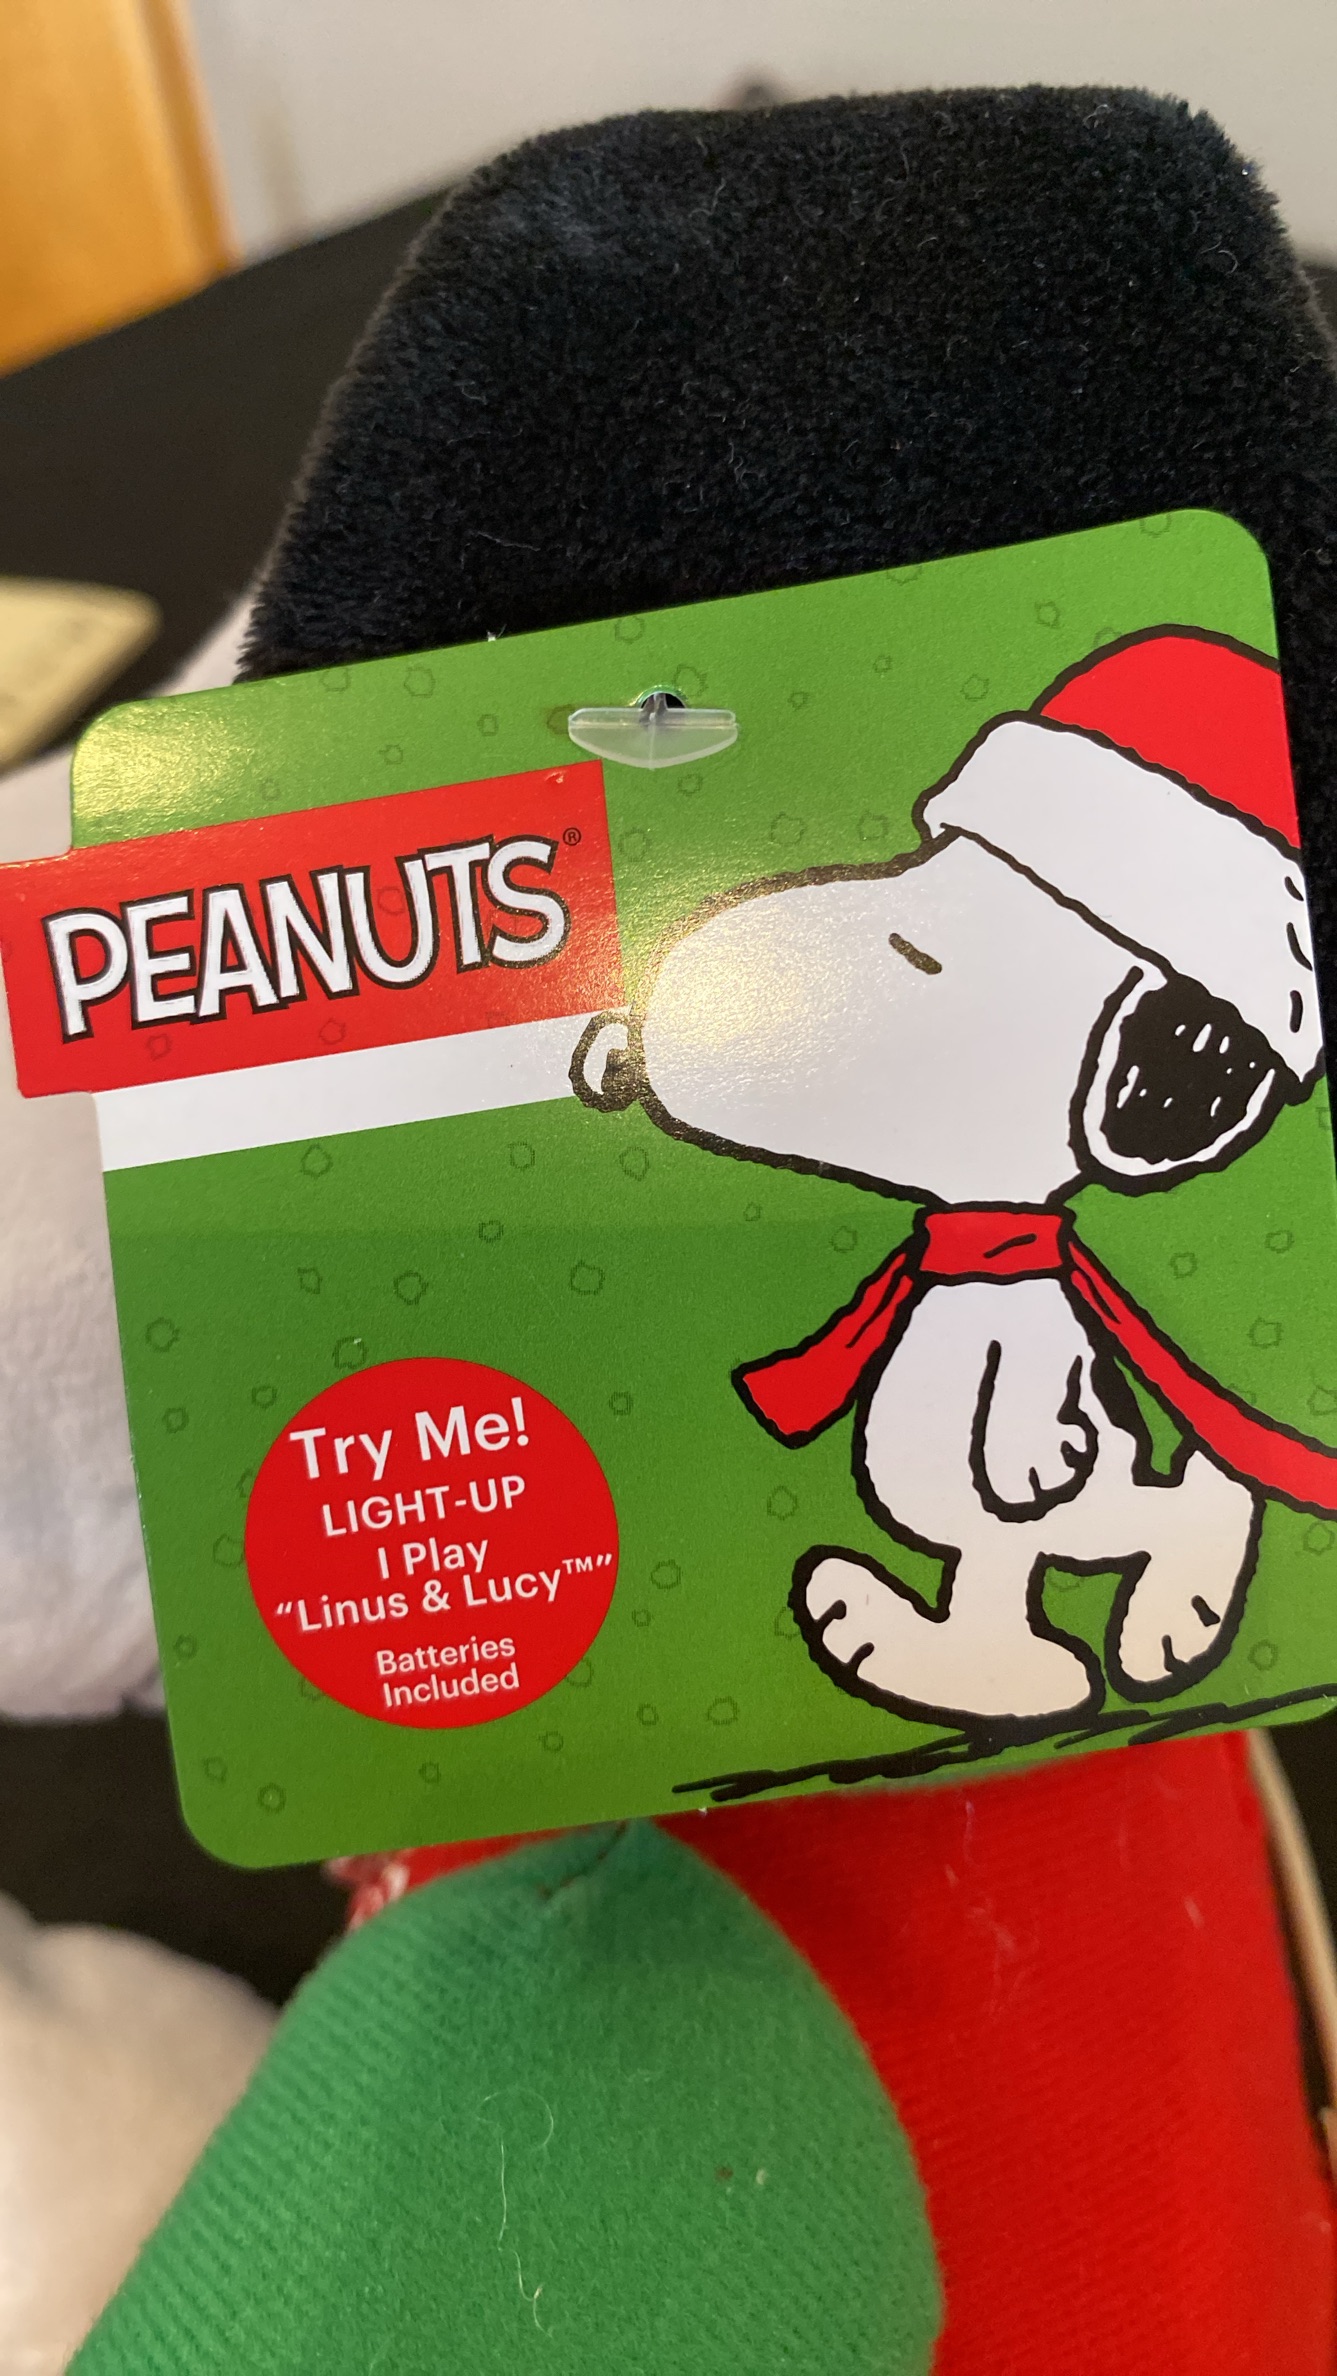 PEANUTS®
Try Me!
LIGHT-UP
I Play
“Linus & Lucy™”
Batteries
Included